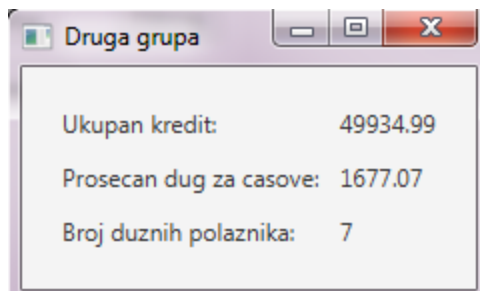 Druga grupa
Ukupan kredit: 49934.99
Prosecan dug za casove: 1677.07
Broj duznih polaznika: 7